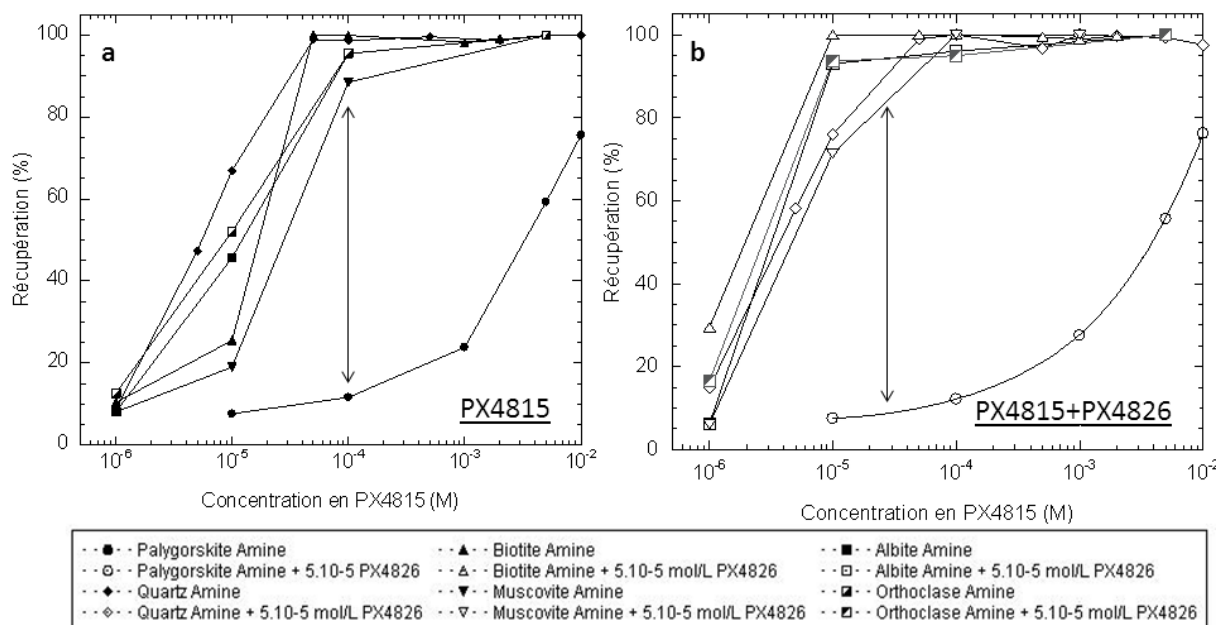 a
100
80
60
40
20
0
Récupération (%)
PX4815
10-6
10-5
10-4
10-3
10-2
Concentration en PX4815 (M)
b
100
80
60
40
20
0
Récupération (%)
PX4815+PX4826
10-6
10-5
10-4
10-3
10-2
Concentration en PX4815 (M)
Palygorskite Amine
Palygorskite Amine + 5.10-5 PX4826
Quartz Amine
Quartz Amine + 5.10-5 mol/L PX4826
Biotite Amine
Biotite Amine + 5.10-5 mol/L PX4826
Muscovite Amine
Muscovite Amine + 5.10-5 mol/L PX4826
Albite Amine
Albite Amine + 5.10-5 mol/L PX4826
Orthoclase Amine
Orthoclase Amine + 5.10-5 mol/L PX4826